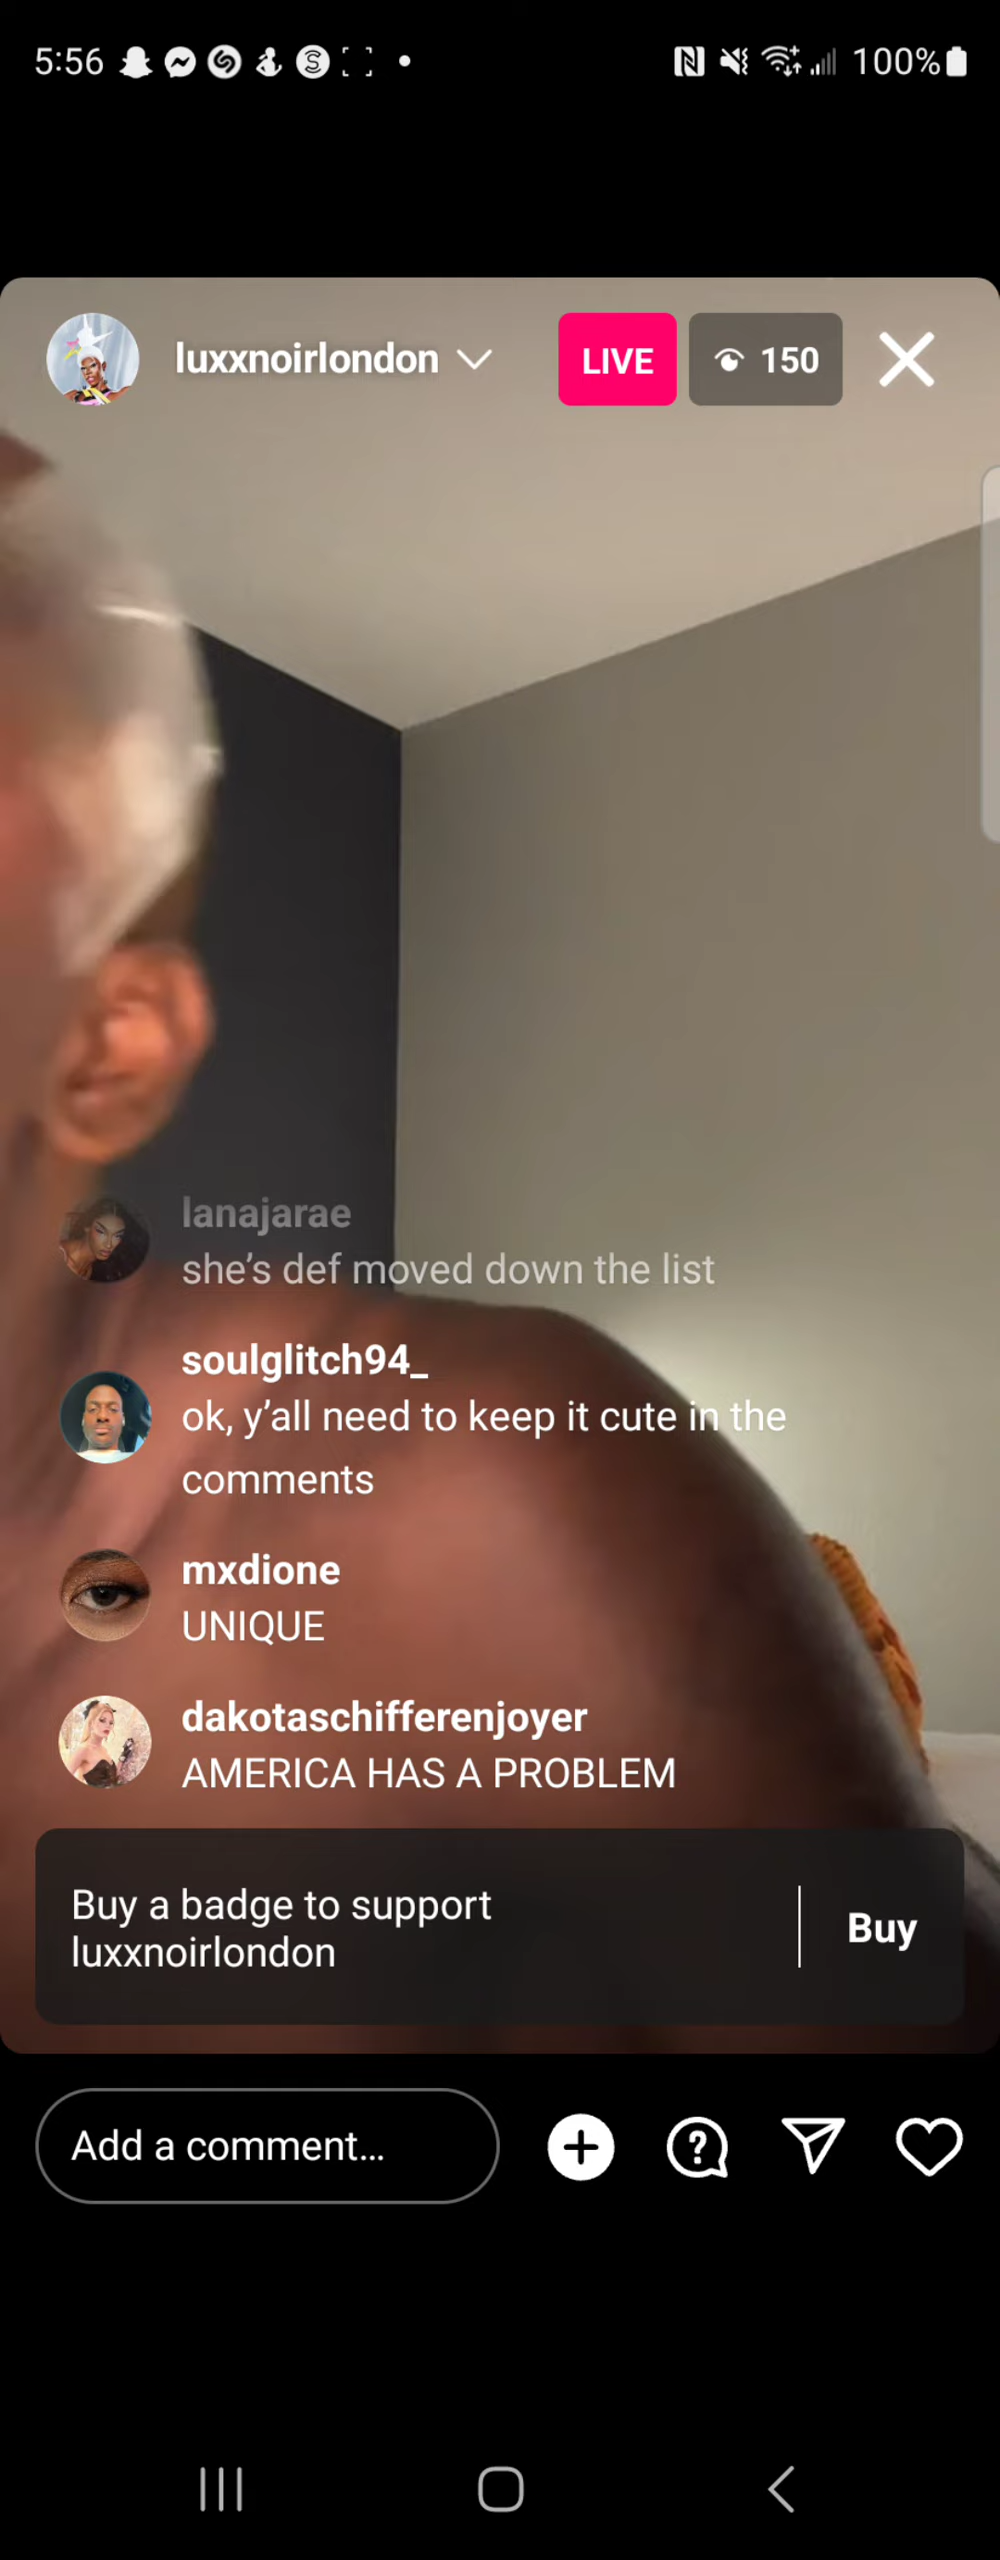 5:56
100%
luxxnoirlondon
LIVE
150
lanajarae
she’s def moved down the list
soulglitch94_
ok, y’all need to keep it cute in the
comments
mxdione
UNIQUE
dakotaschifferenjoyer
AMERICA HAS A PROBLEM
Buy a badge to support
luxxnoirlondon
Buy
Add a comment...